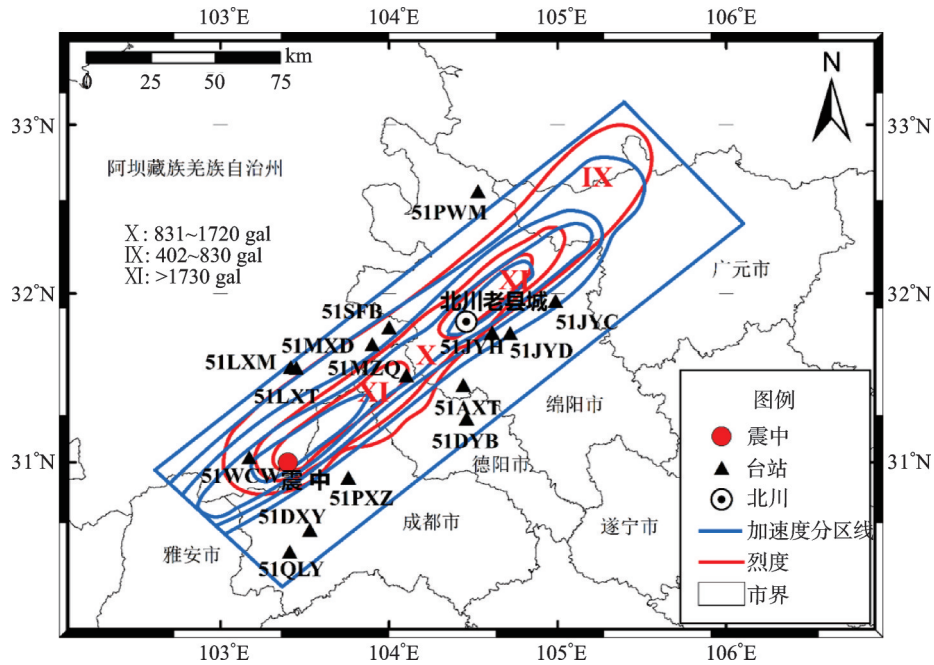 103°E 104°E 105°E 106°E
km
0 25 50 75
N
33°N
阿坝藏族羌族自治州
IX
51PWM
Ⅹ: 831~1720 gal
Ⅸ: 402~830 gal
Ⅺ: >1730 gal
广元市
32°N
XI
北川老县城
51SFB
51JYC
51MXD
51JYH
51JYD
X
51LXM
51MZQ
XI
51LXT
51AXT
绵阳市
51DYB
德阳市
31°N
51WCW
震中
51PXZ
51DXY
成都市
遂宁市
雅安市
51QLY
图例
震中
台站
北川
加速度分区线
烈度
市界
103°E 104°E 105°E 106°E